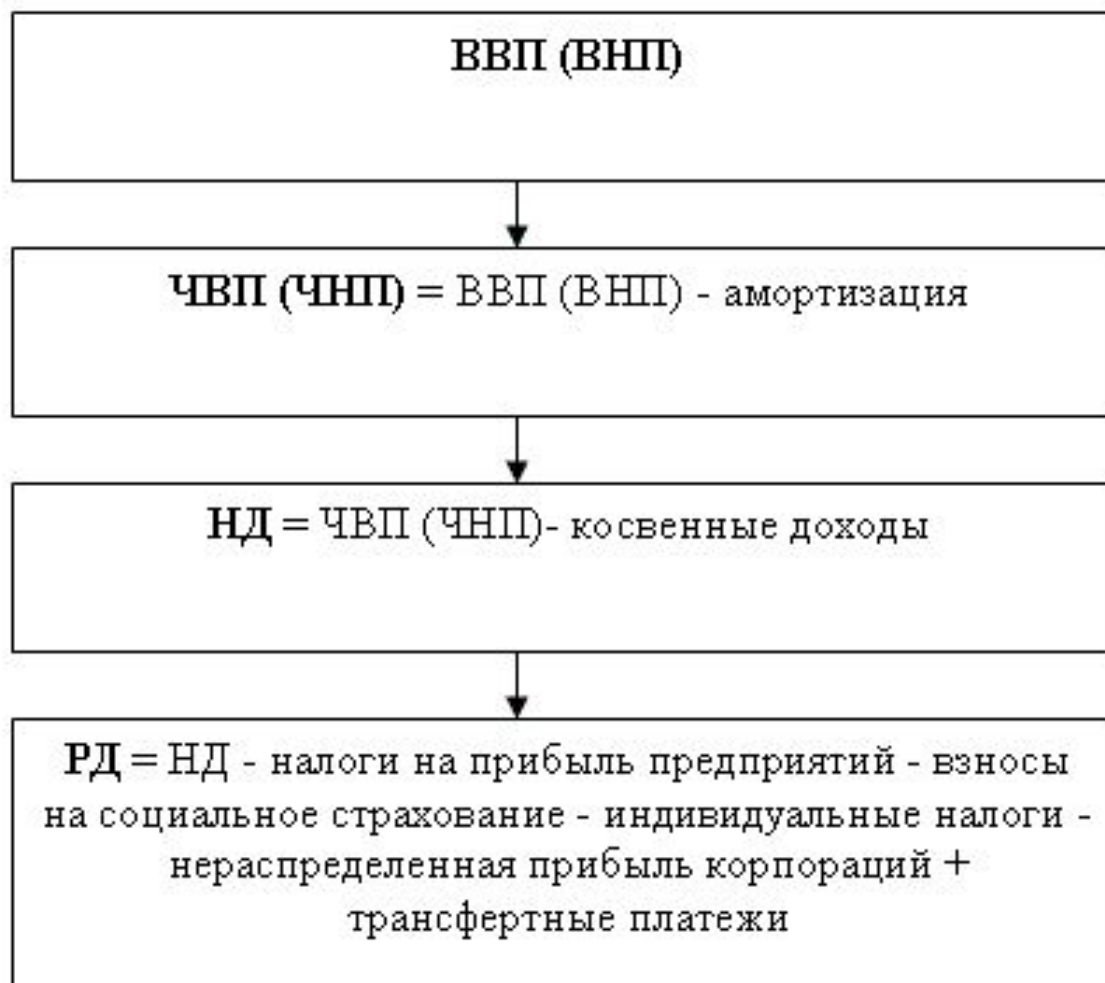 ВВП (ВНП)
ЧВП (ЧНП) = ВВП (ВНП) - амортизация
НД = ЧВП (ЧНП)- косвенные доходы
РД = НД - налоги на прибыль предприятий - взносы
на социальное страхование - индивидуальные налоги -
нераспределенная прибыль корпораций +
трансфертные платежи